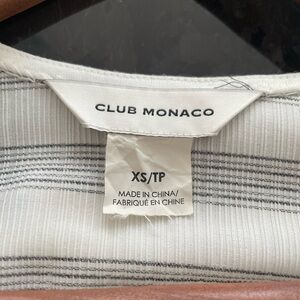 CLUB MONACO
XS/TP
MADE IN CHINA/
FABRIQUÉ EN CHINE